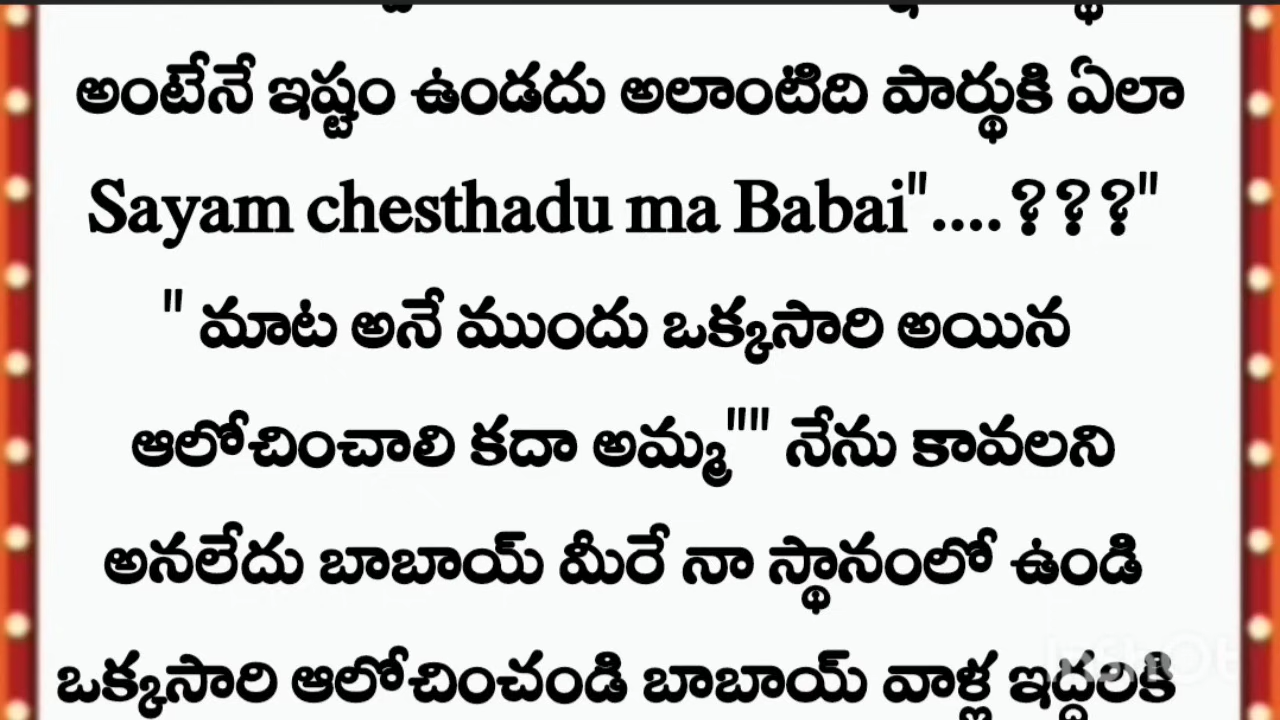 అంటేనే ఇష్టం ఉండదు అలాంటిది పార్థుకి ఏలా
Sayam chesthadu ma Babai"....???"
" మాట అనే ముందు ఒక్కసారి అయిన
ఆలోచించాలి కదా అమ్మ"" నేను కావలని
అనలేదు బాబాయ్ మీరే నా స్థానంలో ఉండి
ఒక్కసారి ఆలోచించండి బాబాయ్ వాళ్ల ఇద్దరికి